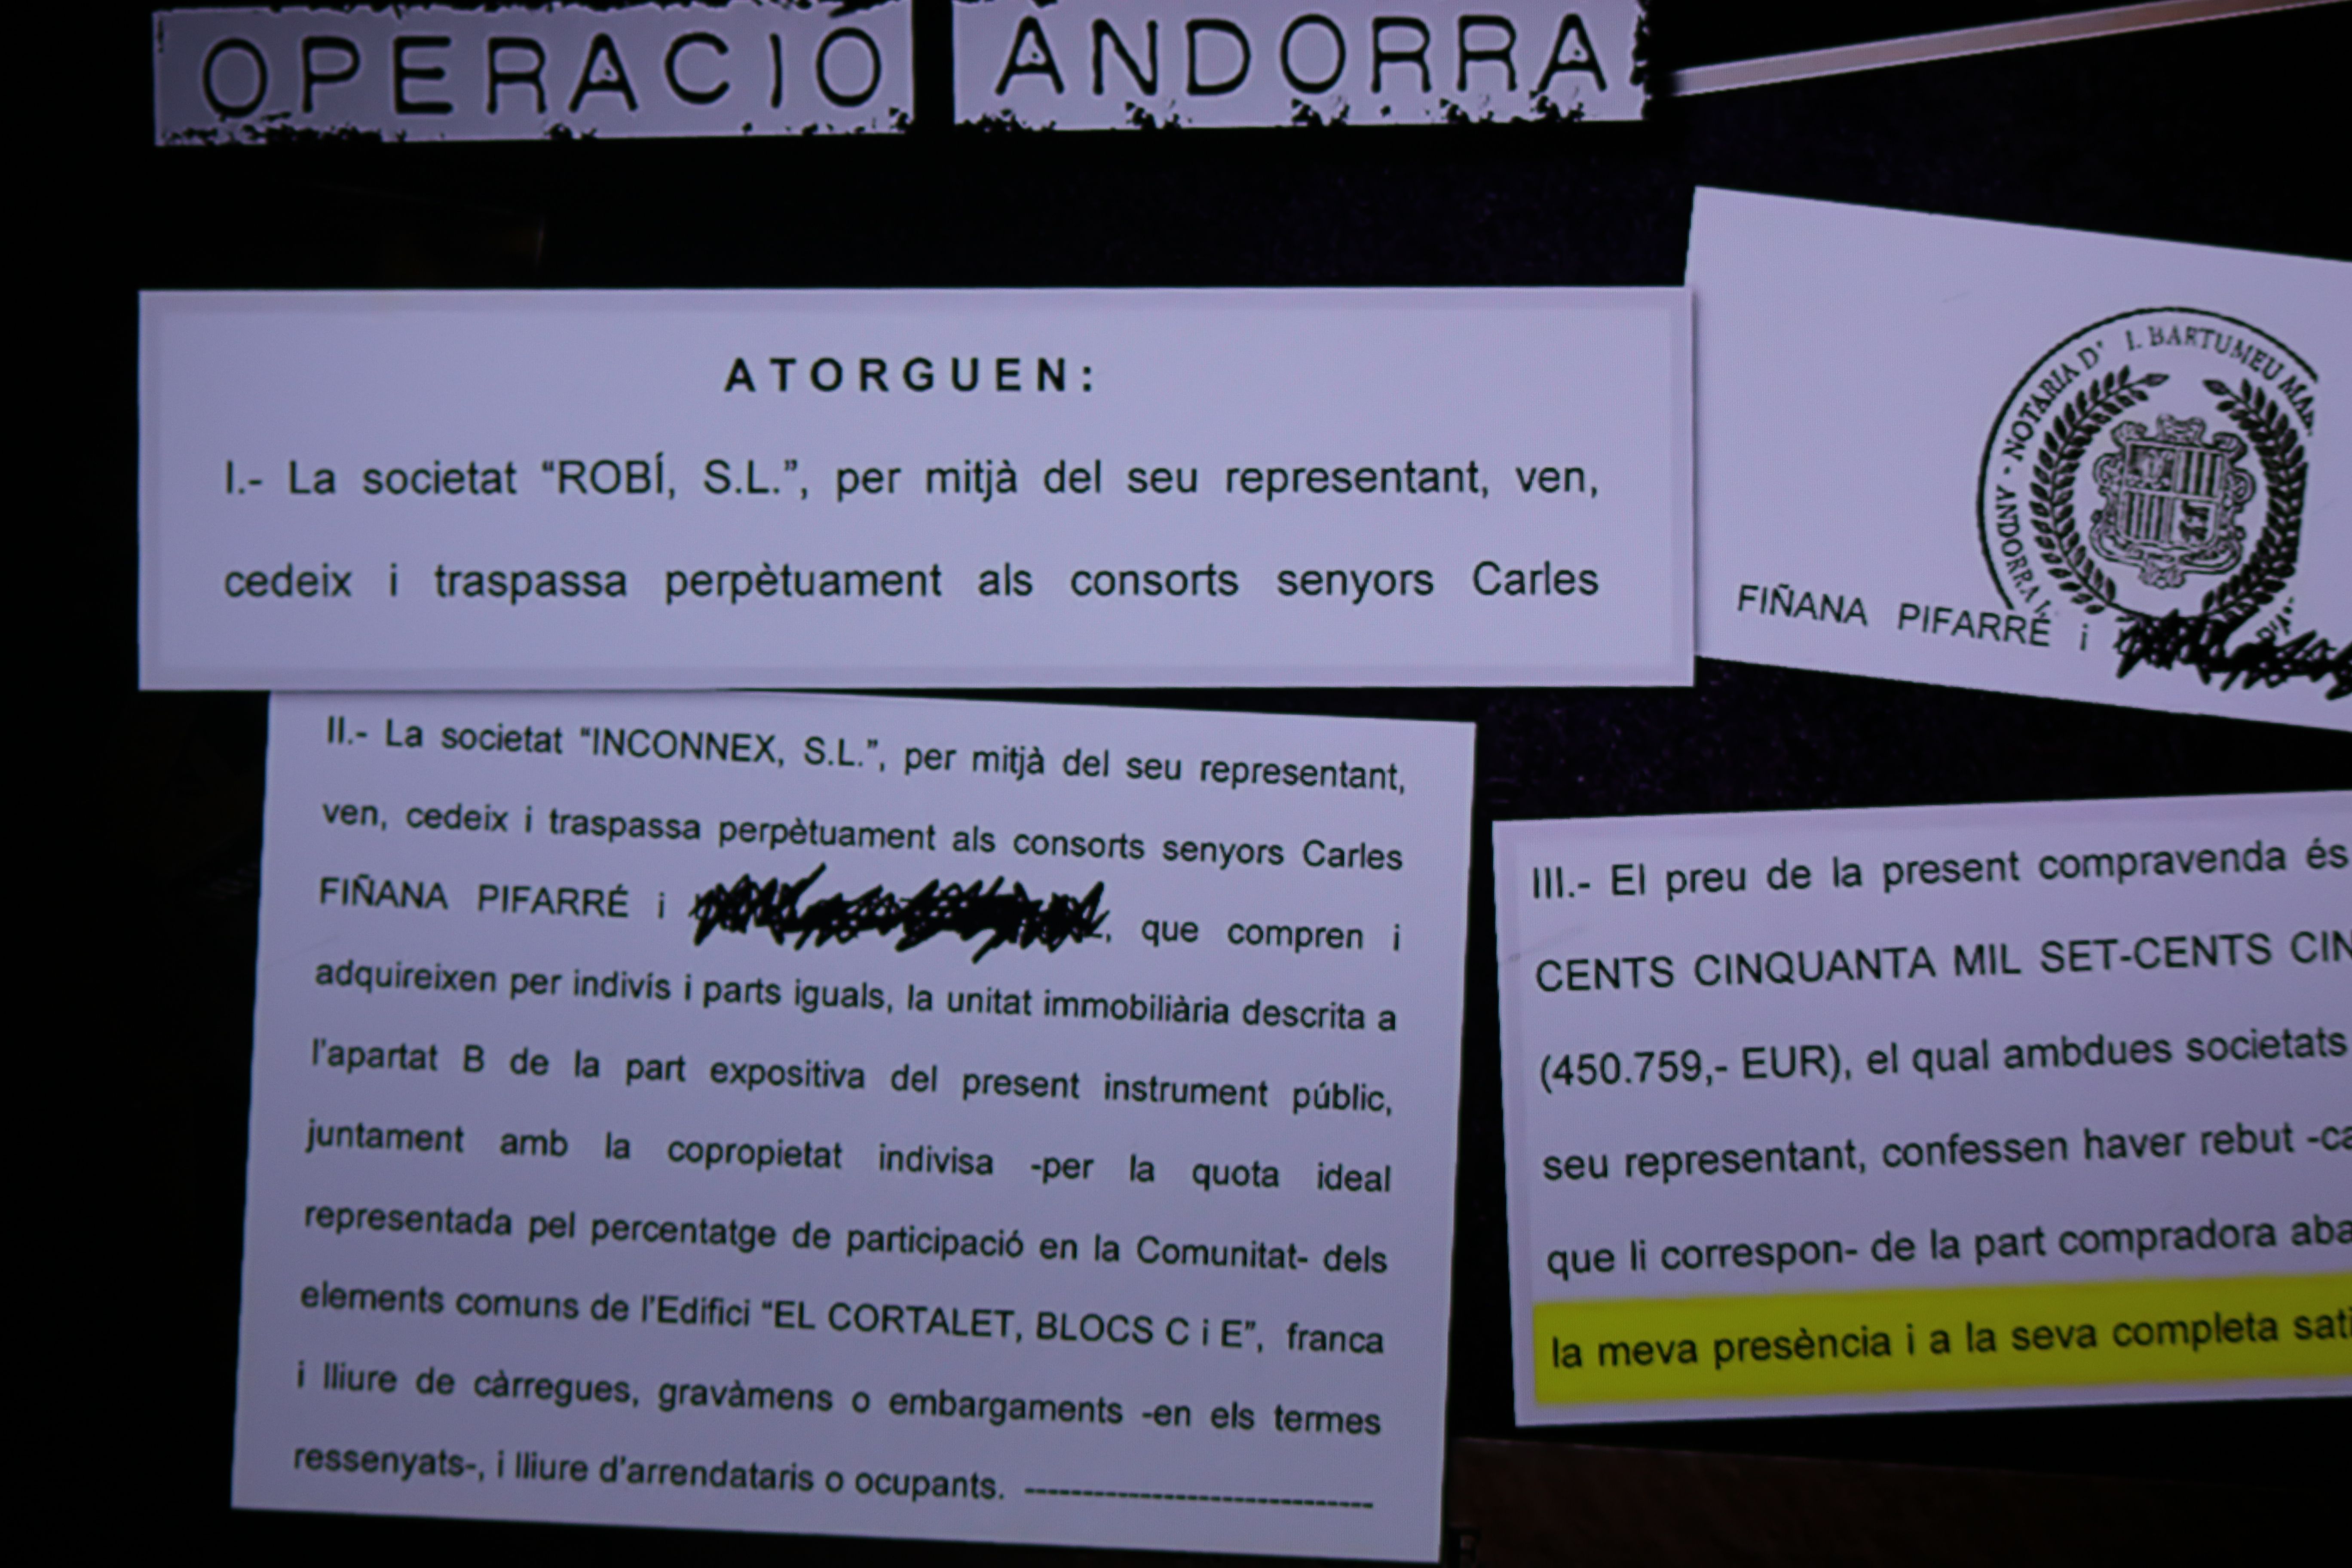 OPERACIÓ ANDORRA
ATORGUEN:
I.- La societat “ROBÍ, S.L.”, per mitjà del seu representant, ven,
cedeix i traspassa perpètuament als consorts senyors Carles
NOTARIA D' I. BARTUMEU
ANDORRA
FIÑANA PIFARRÉ i
II.- La societat “INCONNEX, S.L.”, per mitjà del seu representant,
ven, cedeix i traspassa perpètuament als consorts senyors Carles
FIÑANA PIFARRÉ i , que compren i
adquireixen per indivís i parts iguals, la unitat immobiliària descrita a
l'apartat B de la part expositiva del present instrument públic,
juntament amb la copropietat indivisa -per la quota ideal
representada pel percentatge de participació en la Comunitat- dels
elements comuns de l'Edifici “EL CORTALET, BLOCS C i E”, franca
i lliure de càrregues, gravàmens o embargaments -en els termes
ressenyats-, i lliure d'arrendataris o ocupants.
III.- El preu de la present compravenda és
CENTS CINQUANTA MIL SET-CENTS CIN
(450.759,- EUR), el qual ambdues societats
seu representant, confessen haver rebut -ca
que li correspon- de la part compradora aba
la meva presència i a la seva completa sati